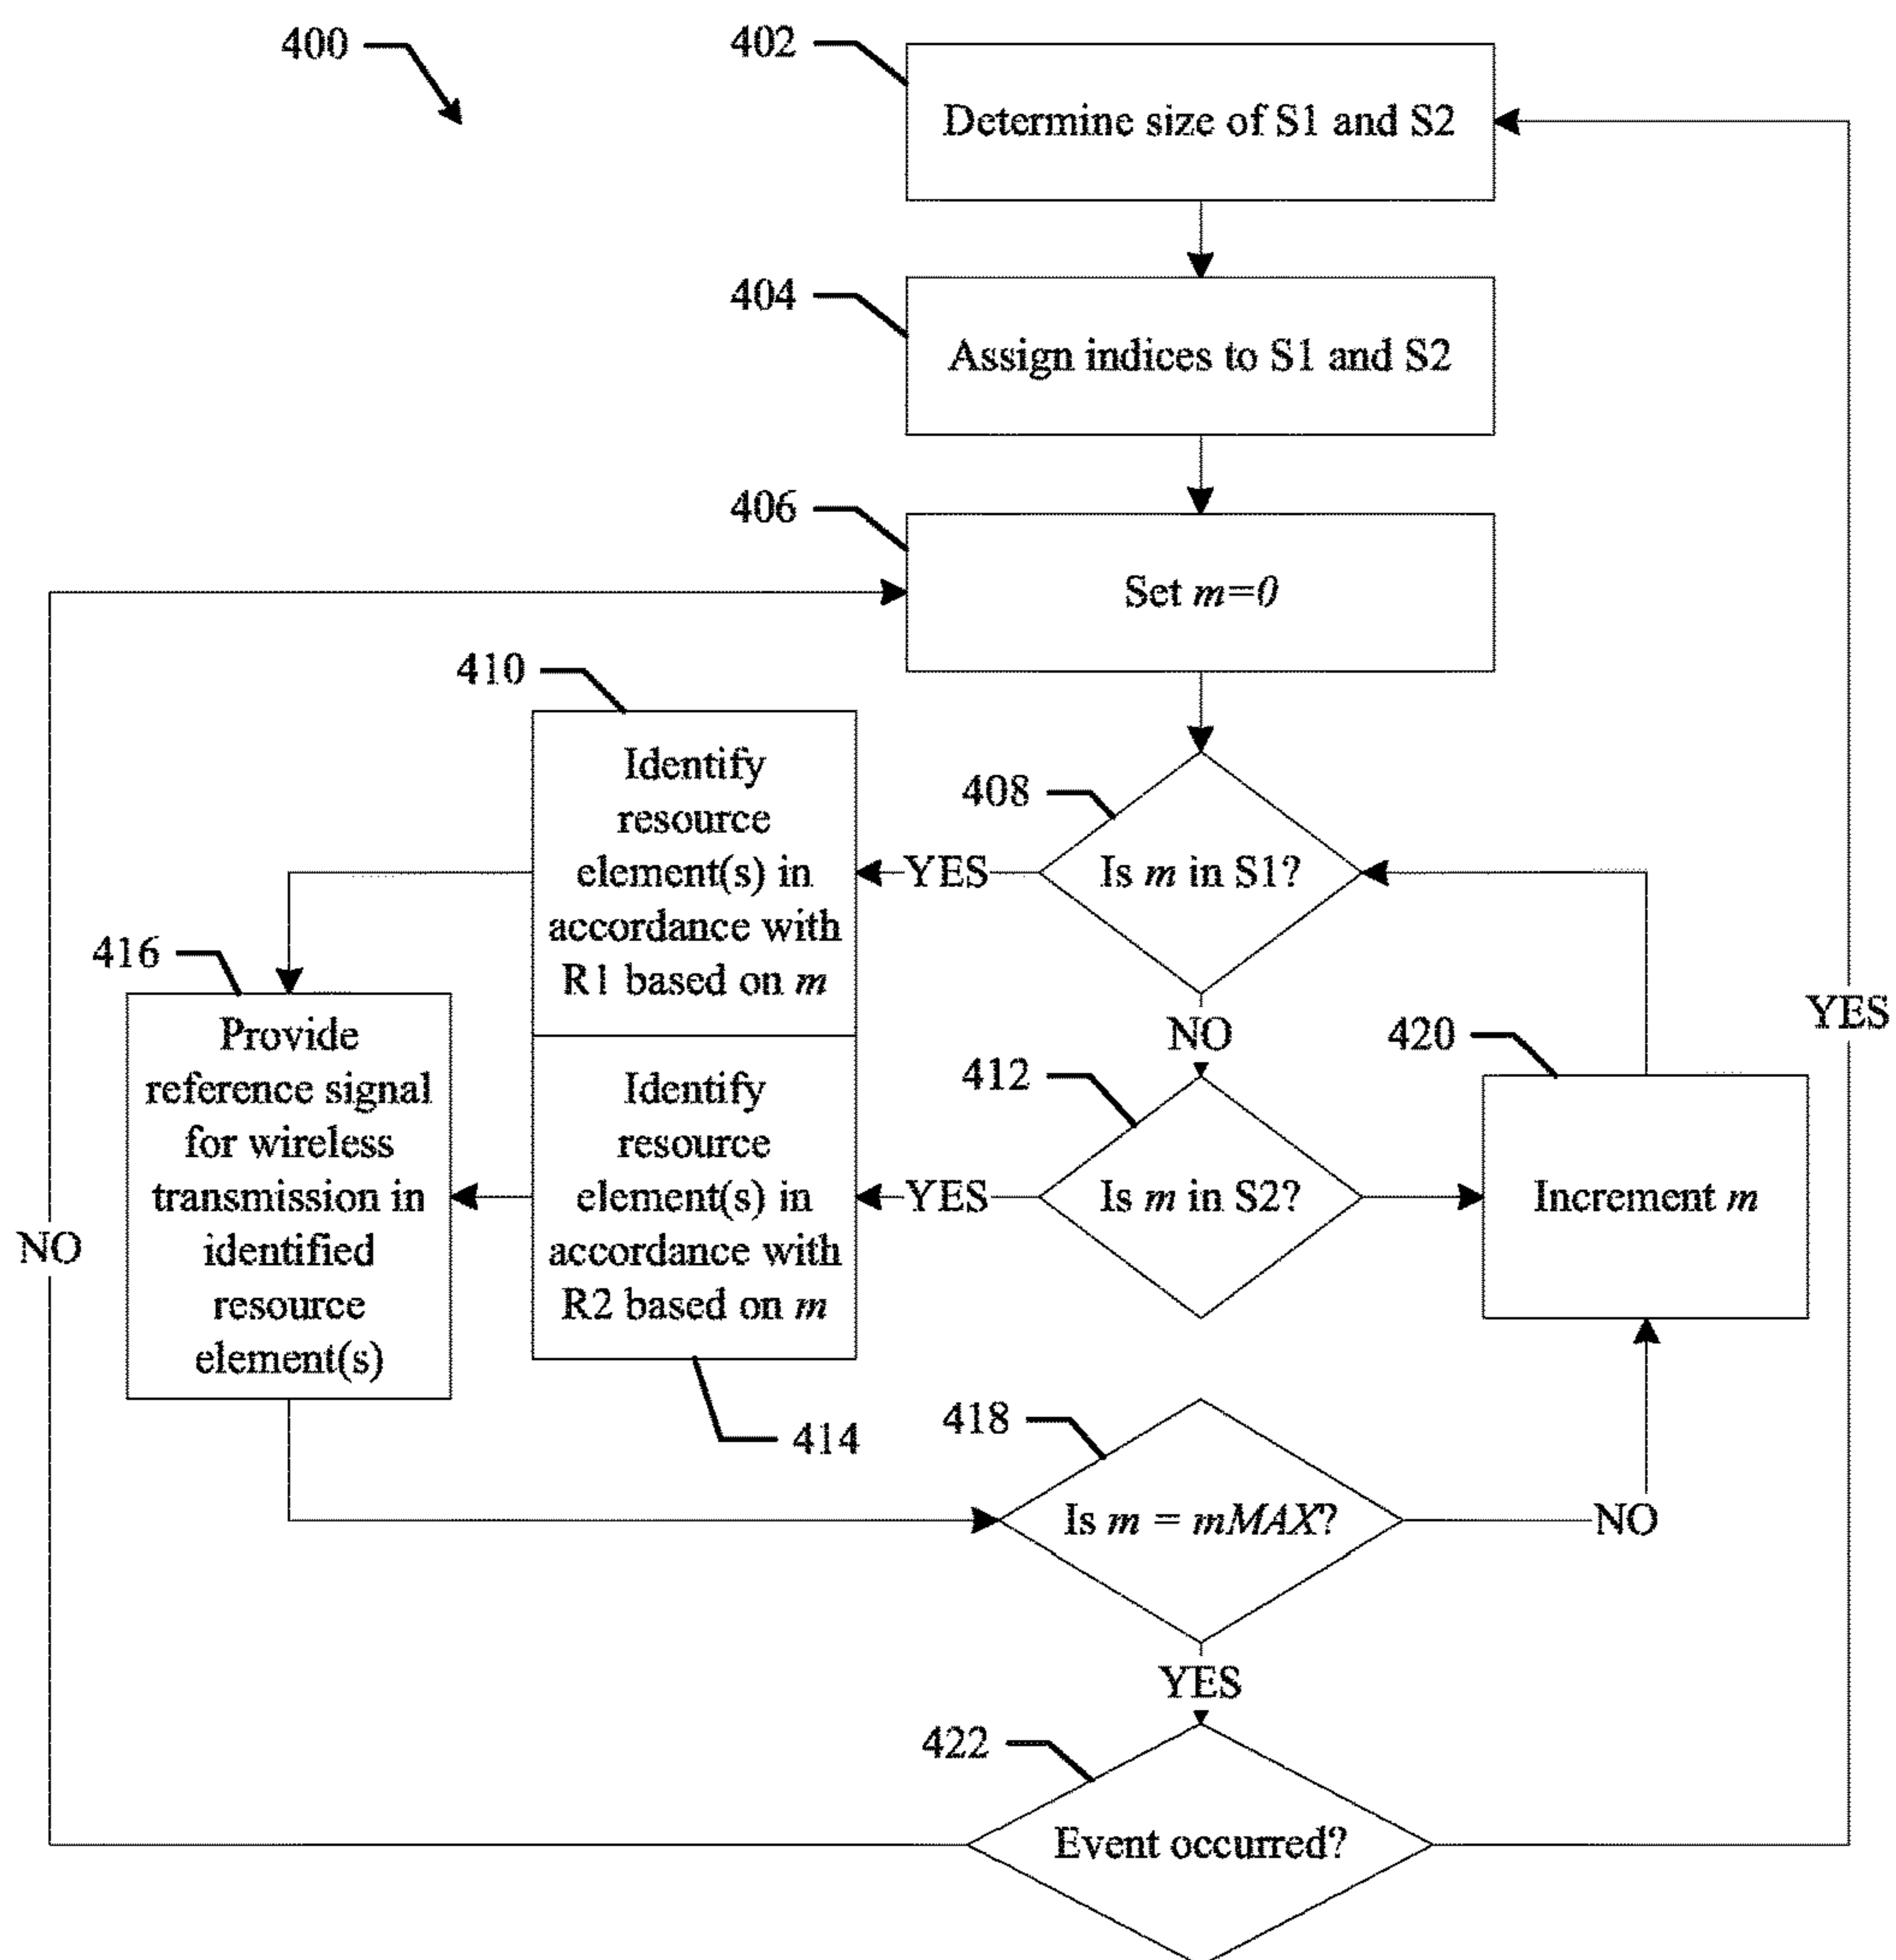 400
402
Determine size of S1 and S2
404
Assign indices to S1 and S2
406
Set m=0
410
Identify
resource
element(s) in
accordance with
R1 based on m
408
Is m in S1?
YES
NO
416
Provide
reference signal
for wireless
transmission in
identified
resource
element(s)
Identify
resource
element(s) in
accordance with
R2 based on m
414
412
Is m in S2?
YES
420
Increment m
YES
NO
418
Is m = mMAX?
NO
YES
422
Event occurred?